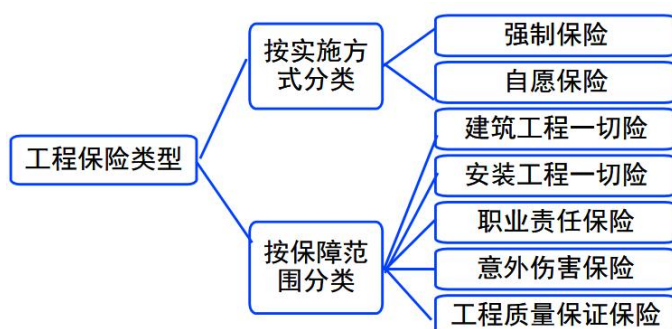 工程保险类型
按实施方
式分类
强制保险
自愿保险
按保障范
围分类
建筑工程一切险
安装工程一切险
职业责任保险
意外伤害保险
工程质量保证保险